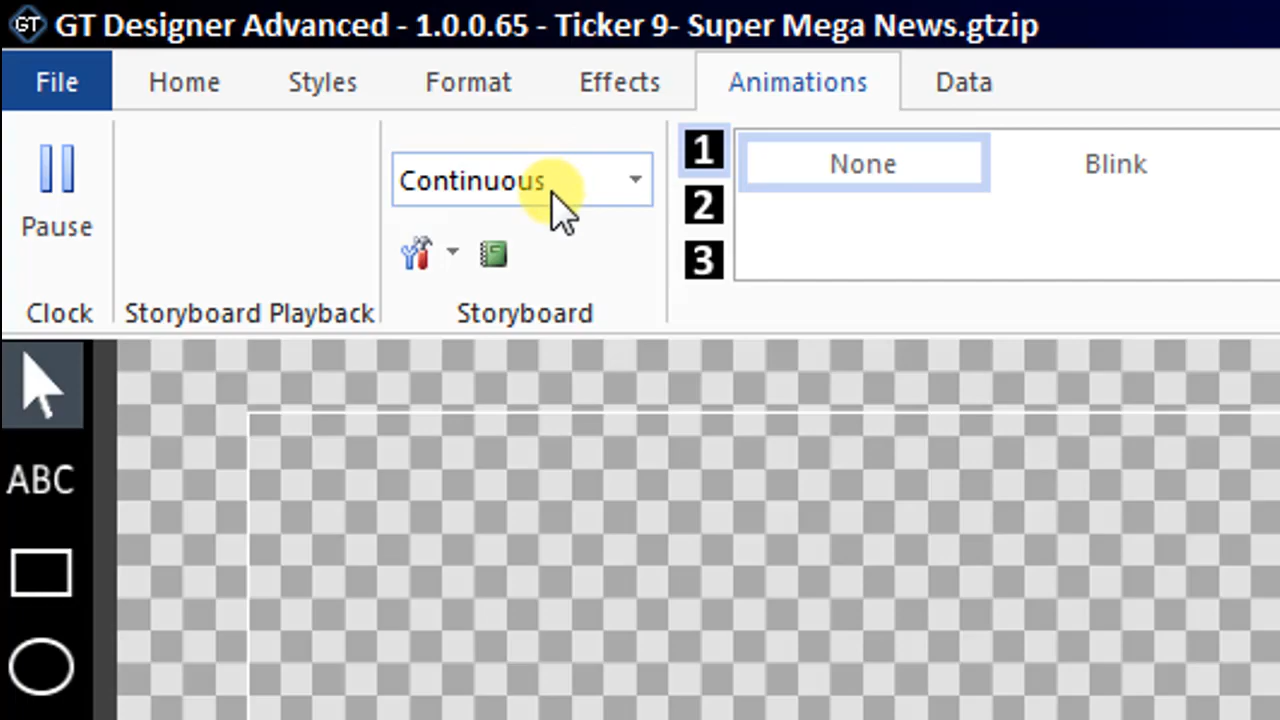 GT GT Designer Advanced - 1.0.0.65 - Ticker 9- Super Mega News.gtzip
File Home Styles Format Effects Animations Data
Pause
Clock
Storyboard Playback
Continuous
Storyboard
1
2
3
None Blink
ABC